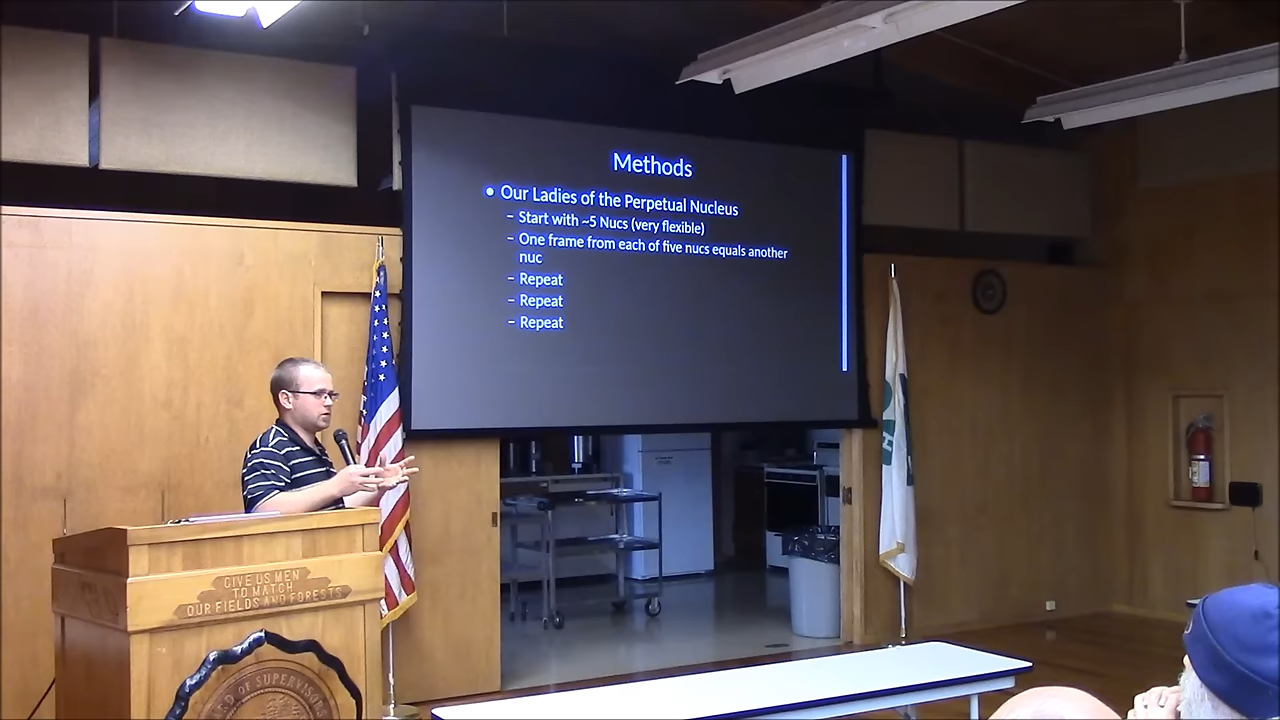 Methods
• Our Ladies of the Perpetual Nucleus
– Start with ~5 Nucs (very flexible)
– One frame from each of five nucs equals another
nuc
– Repeat
– Repeat
– Repeat
GIVE US MEN
TO MATCH
OUR FIELDS AND FORESTS
OF SUPERVISORS
H